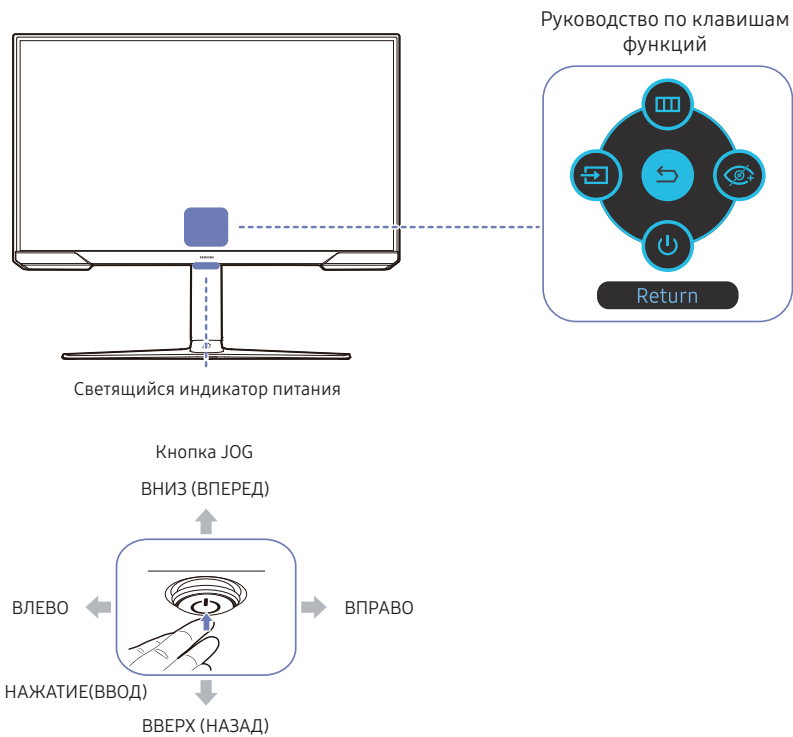 Руководство по клавишам
функций
Return
SAMSUNG
Светящийся индикатор питания
Кнопка JOG
ВНИЗ (ВПЕРЕД)
ВЛЕВО
ВПРАВО
НАЖАТИЕ(ВВОД)
ВВЕРХ (НАЗАД)